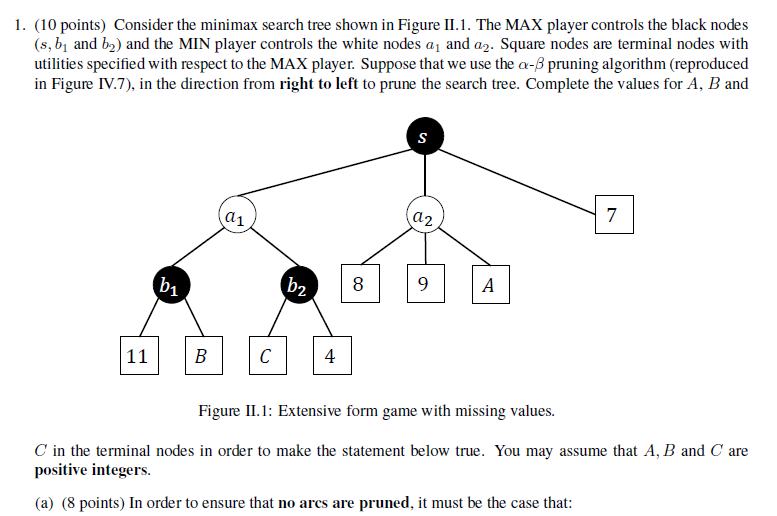 1. (10 points) Consider the minimax search tree shown in Figure II.1. The MAX player controls the black nodes
(s, b₁ and b₂) and the MIN player controls the white nodes a₁ and a₂. Square nodes are terminal nodes with
utilities specified with respect to the MAX player. Suppose that we use the α-β pruning algorithm (reproduced
in Figure IV.7), in the direction from right to left to prune the search tree. Complete the values for A, B and
s
a₁ a₂ 7
b₁ b₂ 8 9 A
11 B C 4
Figure II.1: Extensive form game with missing values.
C in the terminal nodes in order to make the statement below true. You may assume that A, B and C are
positive integers.
(a) (8 points) In order to ensure that no arcs are pruned, it must be the case that: